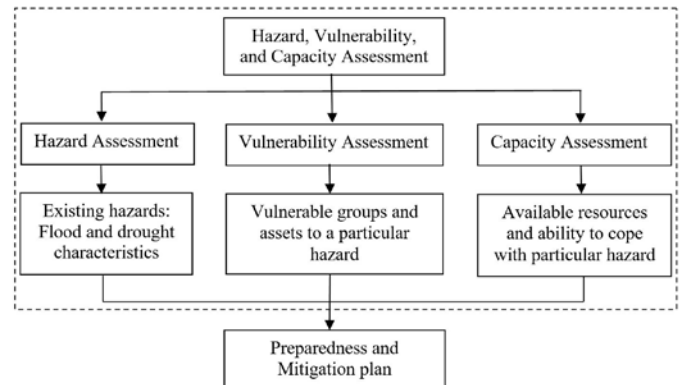 Hazard, Vulnerability,
and Capacity Assessment
Hazard Assessment
Vulnerability Assessment
Capacity Assessment
Existing hazards:
Flood and drought
characteristics
Vulnerable groups and
assets to a particular
hazard
Available resources
and ability to cope
with particular hazard
Preparedness and
Mitigation plan